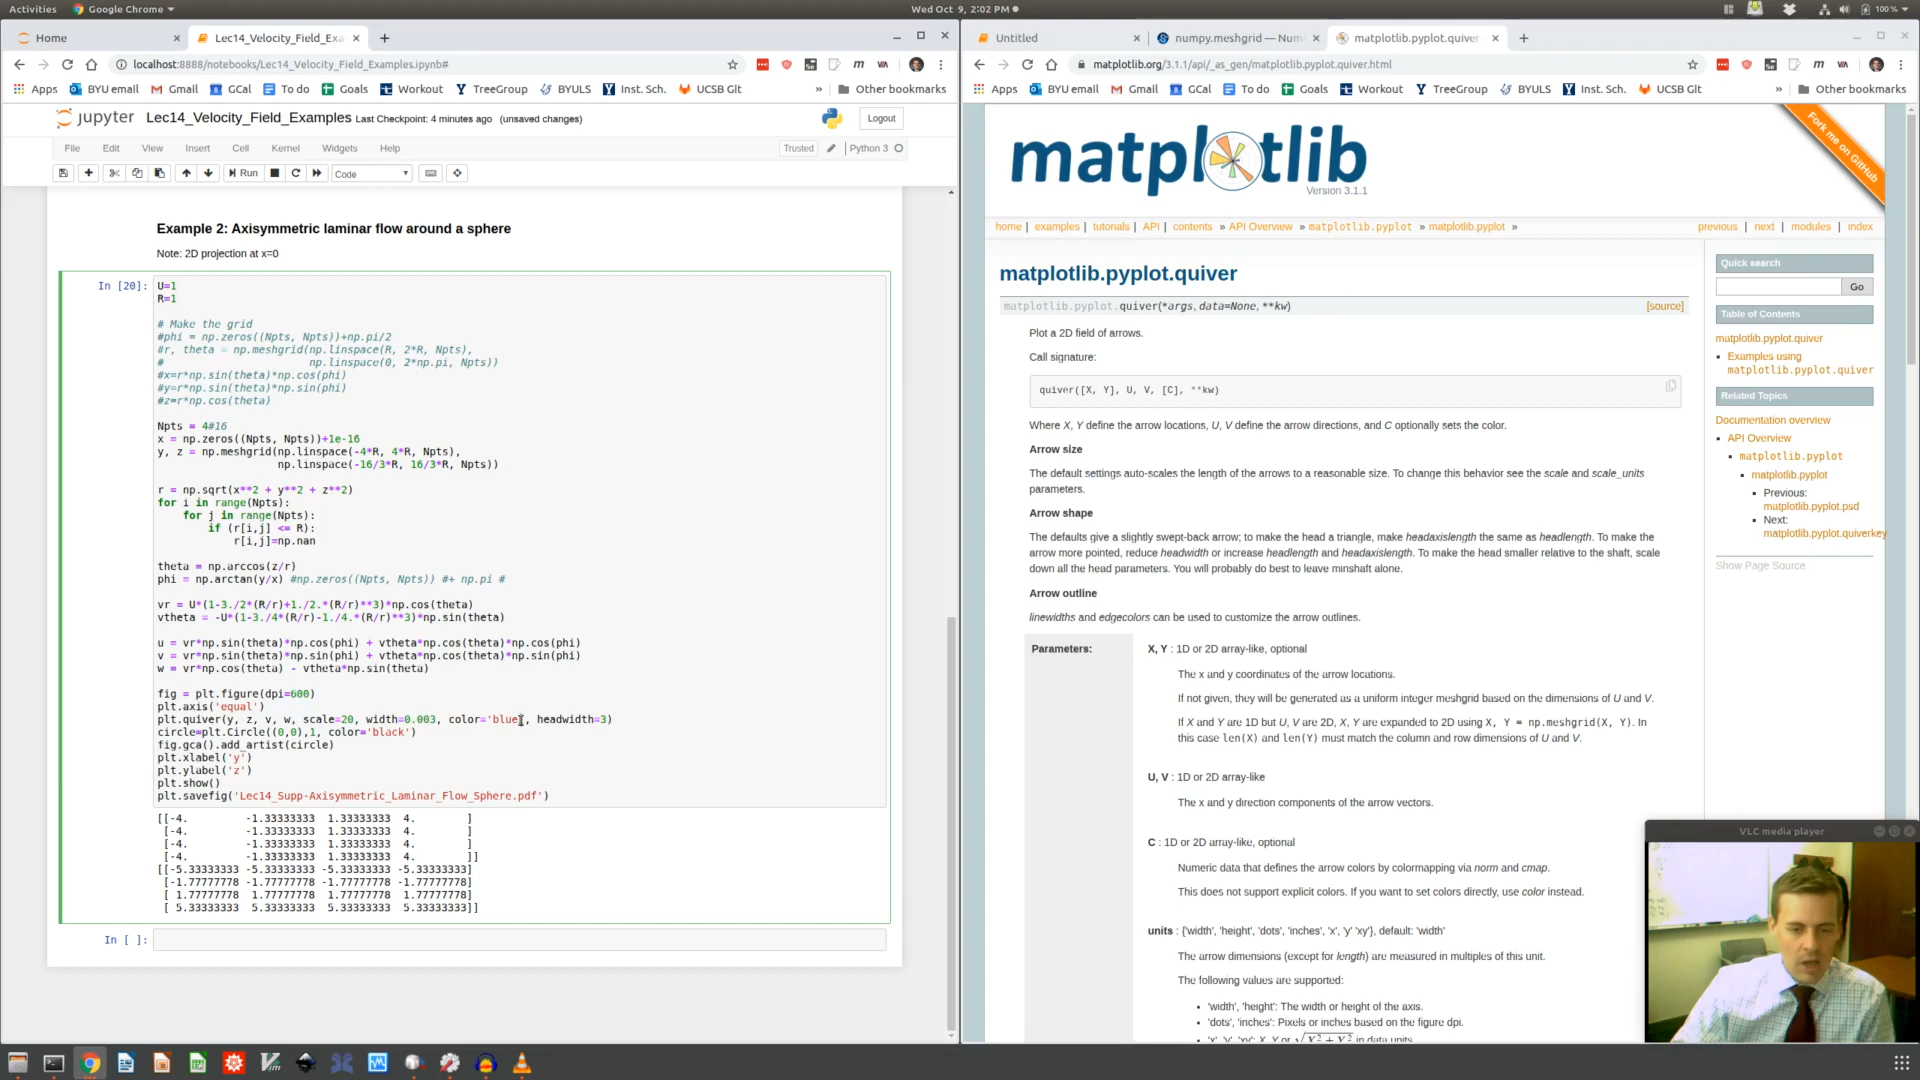 Activities Google Chrome Wed Oct 9, 2:02 PM 100 %
Home Lec14_Velocity_Field_Exa
localhost:8888/notebooks/Lec14_Velocity_Field_Examples.ipynb#
Apps BYU email Gmail GCal To do Goals Workout TreeGroup BYULS Inst. Sch. UCSB GIt » Other bookmarks
jupyter Lec14_Velocity_Field_Examples Last Checkpoint: 4 minutes ago (unsaved changes) Logout
File Edit View Insert Cell Kernel Widgets Help Trusted Python 3
Run Code
Example 2: Axisymmetric laminar flow around a sphere
Note: 2D projection at x=0
In [20]:
U=1
R=1
# Make the grid
#phi = np.zeros((Npts, Npts))+np.pi/2
#r, theta = np.meshgrid(np.linspace(R, 2*R, Npts),
# np.linspace(0, 2*np.pi, Npts))
#x=r*np.sin(theta)*np.cos(phi)
#y=r*np.sin(theta)*np.sin(phi)
#z=r*np.cos(theta)
Npts = 4#16
x = np.zeros((Npts, Npts))+1e-16
y, z = np.meshgrid(np.linspace(-4*R, 4*R, Npts),
np.linspace(-16/3*R, 16/3*R, Npts))
r = np.sqrt(x**2 + y**2 + z**2)
for i in range(Npts):
for j in range(Npts):
if (r[i,j] <= R):
r[i,j]=np.nan
theta = np.arccos(z/r)
phi = np.arctan(y/x) #np.zeros((Npts, Npts)) #+ np.pi #
vr = U*(1-3./2*(R/r)+1./2.*(R/r)**3)*np.cos(theta)
vtheta = -U*(1-3./4*(R/r)-1./4.*(R/r)**3)*np.sin(theta)
u = vr*np.sin(theta)*np.cos(phi) + vtheta*np.cos(theta)*np.cos(phi)
v = vr*np.sin(theta)*np.sin(phi) + vtheta*np.cos(theta)*np.sin(phi)
w = vr*np.cos(theta) - vtheta*np.sin(theta)
fig = plt.figure(dpi=600)
plt.axis('equal')
plt.quiver(y, z, v, w, scale=20, width=0.003, color='blue', headwidth=3)
circle=plt.Circle((0,0),1, color='black')
fig.gca().add_artist(circle)
plt.xlabel('y')
plt.ylabel('z')
plt.show()
plt.savefig('Lec14_Supp-Axisymmetric_Laminar_Flow_Sphere.pdf')
[[-4. -1.33333333 1.33333333 4. ]
[-4. -1.33333333 1.33333333 4. ]
[-4. -1.33333333 1.33333333 4. ]
[-4. -1.33333333 1.33333333 4. ]]
[[-5.33333333 -5.33333333 -5.33333333 -5.33333333]
[-1.77777778 -1.77777778 -1.77777778 -1.77777778]
[ 1.77777778 1.77777778 1.77777778 1.77777778]
[ 5.33333333 5.33333333 5.33333333 5.33333333]]
In [ ]:
Untitled numpy.meshgrid — Num matplotlib.pyplot.quiver
matplotlib.org/3.1.1/api/_as_gen/matplotlib.pyplot.quiver.html
Apps BYU email Gmail GCal To do Goals Workout TreeGroup BYULS Inst. Sch. UCSB GIt » Other bookmarks
matplotlib
Version 3.1.1
Fork me on GitHub
home | examples | tutorials | API | contents » API Overview » matplotlib.pyplot » matplotlib.pyplot » previous | next | modules | index
matplotlib.pyplot.quiver
matplotlib.pyplot.quiver(*args, data=None, **kw) [source]
Plot a 2D field of arrows.
Call signature:
quiver([X, Y], U, V, [C], **kw)
Where X, Y define the arrow locations, U, V define the arrow directions, and C optionally sets the color.
Arrow size
The default settings auto-scales the length of the arrows to a reasonable size. To change this behavior see the scale and scale_units
parameters.
Arrow shape
The defaults give a slightly swept-back arrow; to make the head a triangle, make headaxislength the same as headlength. To make the
arrow more pointed, reduce headwidth or increase headlength and headaxislength. To make the head smaller relative to the shaft, scale
down all the head parameters. You will probably do best to leave minshaft alone.
Arrow outline
linewidths and edgecolors can be used to customize the arrow outlines.
Parameters: X, Y : 1D or 2D array-like, optional
The x and y coordinates of the arrow locations.
If not given, they will be generated as a uniform integer meshgrid based on the dimensions of U and V.
If X and Y are 1D but U, V are 2D, X, Y are expanded to 2D using X, Y = np.meshgrid(X, Y). In
this case len(X) and len(Y) must match the column and row dimensions of U and V.
U, V : 1D or 2D array-like
The x and y direction components of the arrow vectors.
C : 1D or 2D array-like, optional
Numeric data that defines the arrow colors by colormapping via norm and cmap.
This does not support explicit colors. If you want to set colors directly, use color instead.
units : {'width', 'height', 'dots', 'inches', 'x', 'y' 'xy'}, default: 'width'
The arrow dimensions (except for length) are measured in multiples of this unit.
The following values are supported:
• 'width', 'height': The width or height of the axis.
• 'dots', 'inches': Pixels or inches based on the figure dpi.
• 'x', 'y', 'xy': X, Y or √X²+Y² in data units.
Quick search
Go
Table of Contents
matplotlib.pyplot.quiver
• Examples using
matplotlib.pyplot.quiver
Related Topics
Documentation overview
• API Overview
• matplotlib.pyplot
• matplotlib.pyplot
• Previous:
matplotlib.pyplot.psd
• Next:
matplotlib.pyplot.quiverkey
Show Page Source
VLC media player